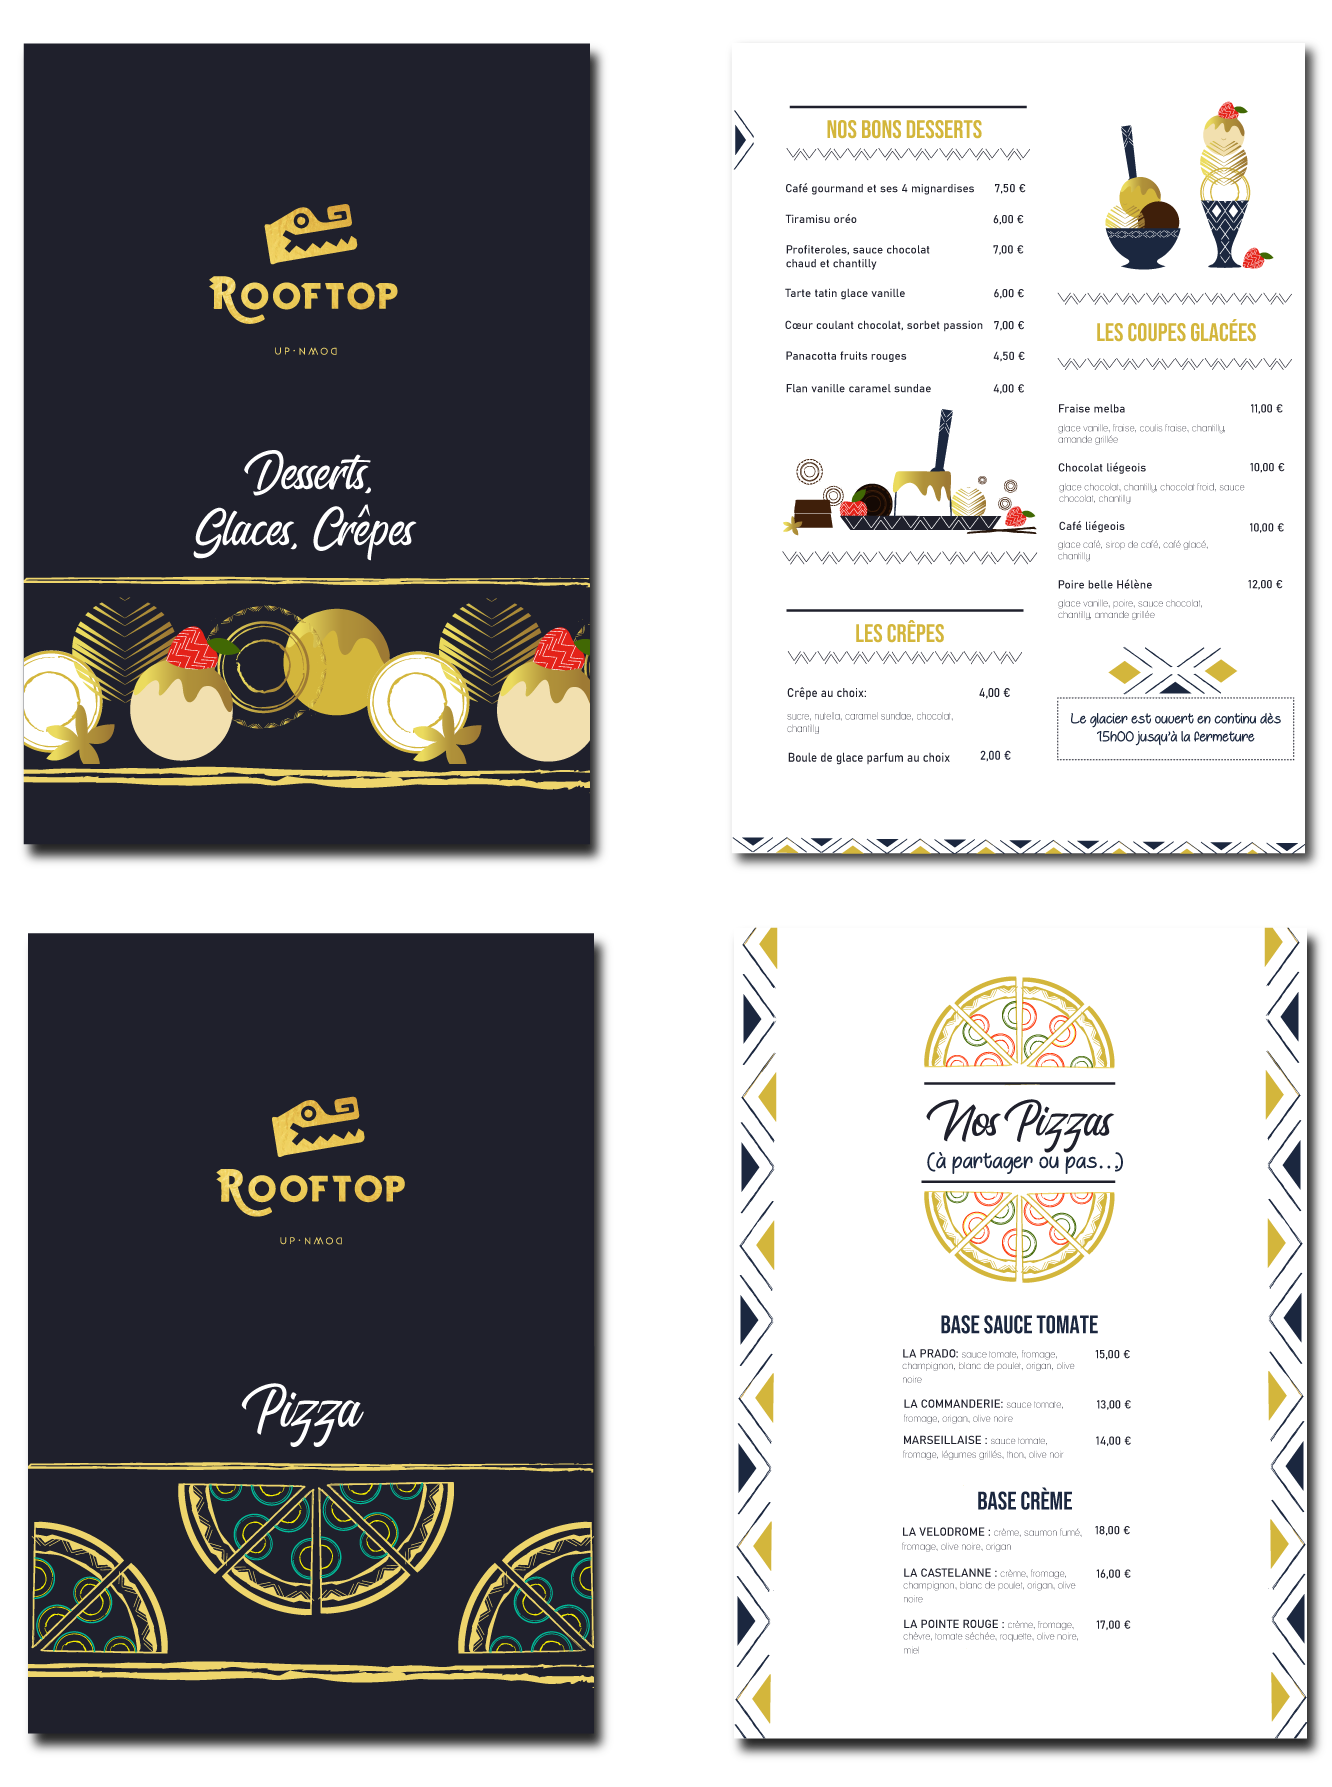 ROOFTOP
UP·NWOD
Desserts,
Glaces, Crêpes
NOS BONS DESSERTS
Café gourmand et ses 4 mignardises 7,50 €
Tiramisu oréo 6,00 €
Profiteroles, sauce chocolat 7,00 €
chaud et chantilly
Tarte tatin glace vanille 6,00 €
Cœur coulant chocolat, sorbet passion 7,00 €
Panacotta fruits rouges 4,50 €
Flan vanille caramel sundae 4,00 €
LES CRÊPES
Crêpe au choix: 4,00 €
sucre, nutella, caramel sundae, chocolat,
chantilly
Boule de glace parfum au choix 2,00 €
LES COUPES GLACÉES
Fraise melba 11,00 €
glace vanille, fraise, coulis fraise, chantilly,
amande grillée
Chocolat liégeois 10,00 €
glace chocolat, chantilly, chocolat froid, sauce
chocolat, chantilly
Café liégeois 10,00 €
glace café, sirop de café, café glacé,
chantilly
Poire belle Hélène 12,00 €
glace vanille, poire, sauce chocolat,
chantilly, amande grillée
Le glacier est ouvert en continu dès
15h00 jusqu'à la fermeture
ROOFTOP
UP·NWOD
Pizza
Nos Pizzas
(à partager ou pas...)
BASE SAUCE TOMATE
LA PRADO: sauce tomate, fromage, 15,00 €
champignon, blanc de poulet, origan, olive
noire
LA COMMANDERIE: sauce tomate, 13,00 €
fromage, origan, olive noire
MARSEILLAISE : sauce tomate, 14,00 €
fromage, légumes grillés, thon, olive noir
BASE CRÈME
LA VELODROME : crème, saumon fumé, 18,00 €
fromage, olive noire, origan
LA CASTELANNE : crème, fromage, 16,00 €
champignon, blanc de poulet, origan, olive
noire
LA POINTE ROUGE : crème, fromage, 17,00 €
chèvre, tomate séchée, roquette, olive noire,
miel